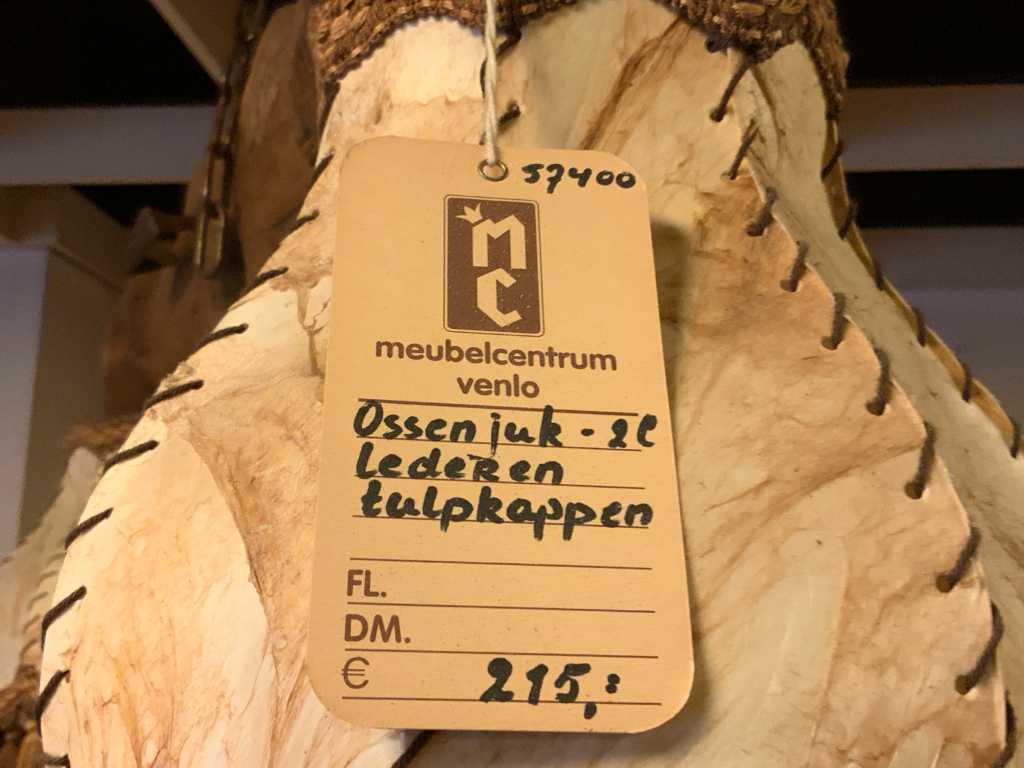 57400
MC
meubelcentrum
venlo
Ossenjuk - 2L
Lederen
tulpkappen
FL.
DM.
€ 215,: